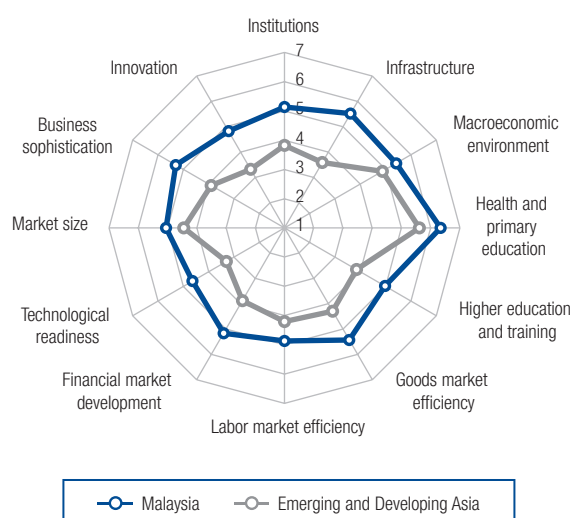 Institutions
7
6
5
4
3
2
1
Infrastructure
Macroeconomic
environment
Health and
primary
education
Higher education
and training
Goods market
efficiency
Labor market efficiency
Financial market
development
Technological
readiness
Market size
Business
sophistication
Innovation
Malaysia
Emerging and Developing Asia